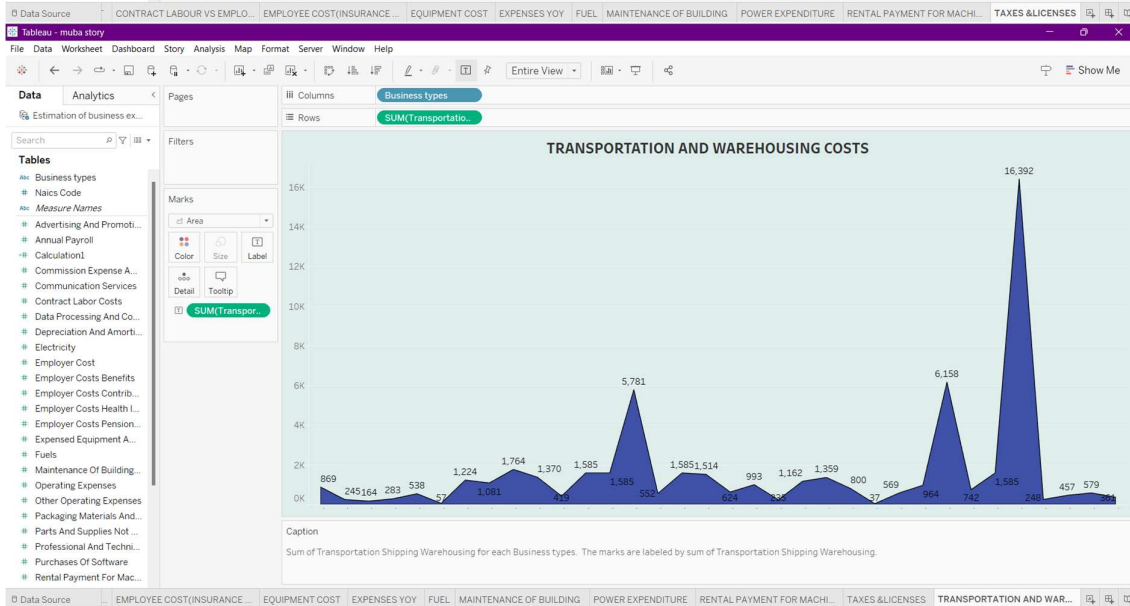 Data Source
CONTRACT LABOUR VS EMPLO...
EMPLOYEE COST(INSURANCE ...
EQUIPMENT COST
EXPENSES YOY
FUEL
MAINTENANCE OF BUILDING
POWER EXPENDITURE
RENTAL PAYMENT FOR MACHI...
TAXES &LICENSES
Tableau - muba story
File Data Worksheet Dashboard Story Analysis Map Format Server Window Help
Entire View
Show Me
Data
Analytics
Pages
Columns
Business types
Estimation of business ex...
Rows
SUM(Transportatio..
Search
Filters
Tables
Abc Business types
# Naics Code
Abc Measure Names
# Advertising And Promoti...
# Annual Payroll
=# Calculation1
# Commission Expense A...
# Communication Services
# Contract Labor Costs
# Data Processing And Co...
# Depreciation And Amorti...
# Electricity
# Employer Cost
# Employer Costs Benefits
# Employer Costs Contrib...
# Employer Costs Health I...
# Employer Costs Pension...
# Expensed Equipment A...
# Fuels
# Maintenance Of Building...
# Operating Expenses
# Other Operating Expenses
# Packaging Materials And...
# Parts And Supplies Not ...
# Professional And Techni...
# Purchases Of Software
# Rental Payment For Mac...
Marks
Area
Color
Size
Label
Detail
Tooltip
SUM(Transpor..
TRANSPORTATION AND WAREHOUSING COSTS
16K
14K
12K
10K
8K
6K
4K
2K
0K
869
245
164
283
538
57
1,224
1,081
1,764
1,370
419
1,585
1,585
5,781
552
1,585
1,514
624
993
1,162
1,359
800
37
569
964
6,158
742
1,585
16,392
248
457
579
361
Caption
Sum of Transportation Shipping Warehousing for each Business types. The marks are labeled by sum of Transportation Shipping Warehousing.
Data Source
EMPLOYEE COST(INSURANCE ...
EQUIPMENT COST
EXPENSES YOY
FUEL
MAINTENANCE OF BUILDING
POWER EXPENDITURE
RENTAL PAYMENT FOR MACHI...
TAXES &LICENSES
TRANSPORTATION AND WAR...